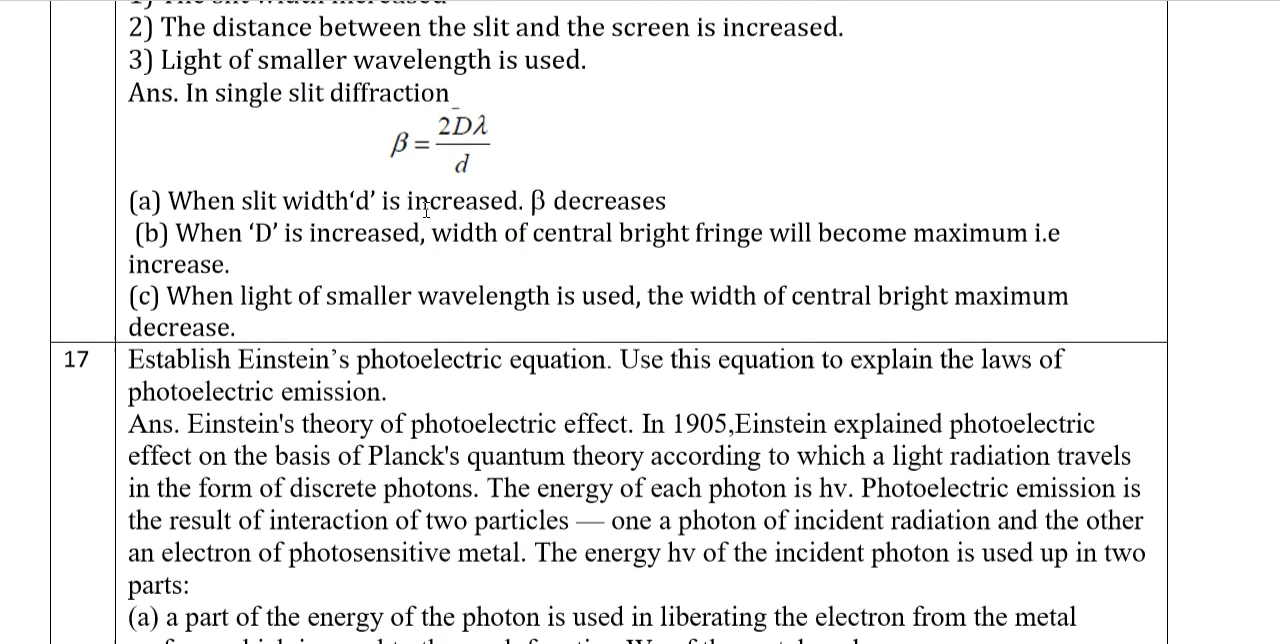 2) The distance between the slit and the screen is increased.
3) Light of smaller wavelength is used.
Ans. In single slit diffraction
β = 2Dλ / d
(a) When slit width‘d’ is increased. β decreases
(b) When ‘D’ is increased, width of central bright fringe will become maximum i.e
increase.
(c) When light of smaller wavelength is used, the width of central bright maximum
decrease.
17 Establish Einstein’s photoelectric equation. Use this equation to explain the laws of
photoelectric emission.
Ans. Einstein's theory of photoelectric effect. In 1905,Einstein explained photoelectric
effect on the basis of Planck's quantum theory according to which a light radiation travels
in the form of discrete photons. The energy of each photon is hv. Photoelectric emission is
the result of interaction of two particles — one a photon of incident radiation and the other
an electron of photosensitive metal. The energy hv of the incident photon is used up in two
parts:
(a) a part of the energy of the photon is used in liberating the electron from the metal